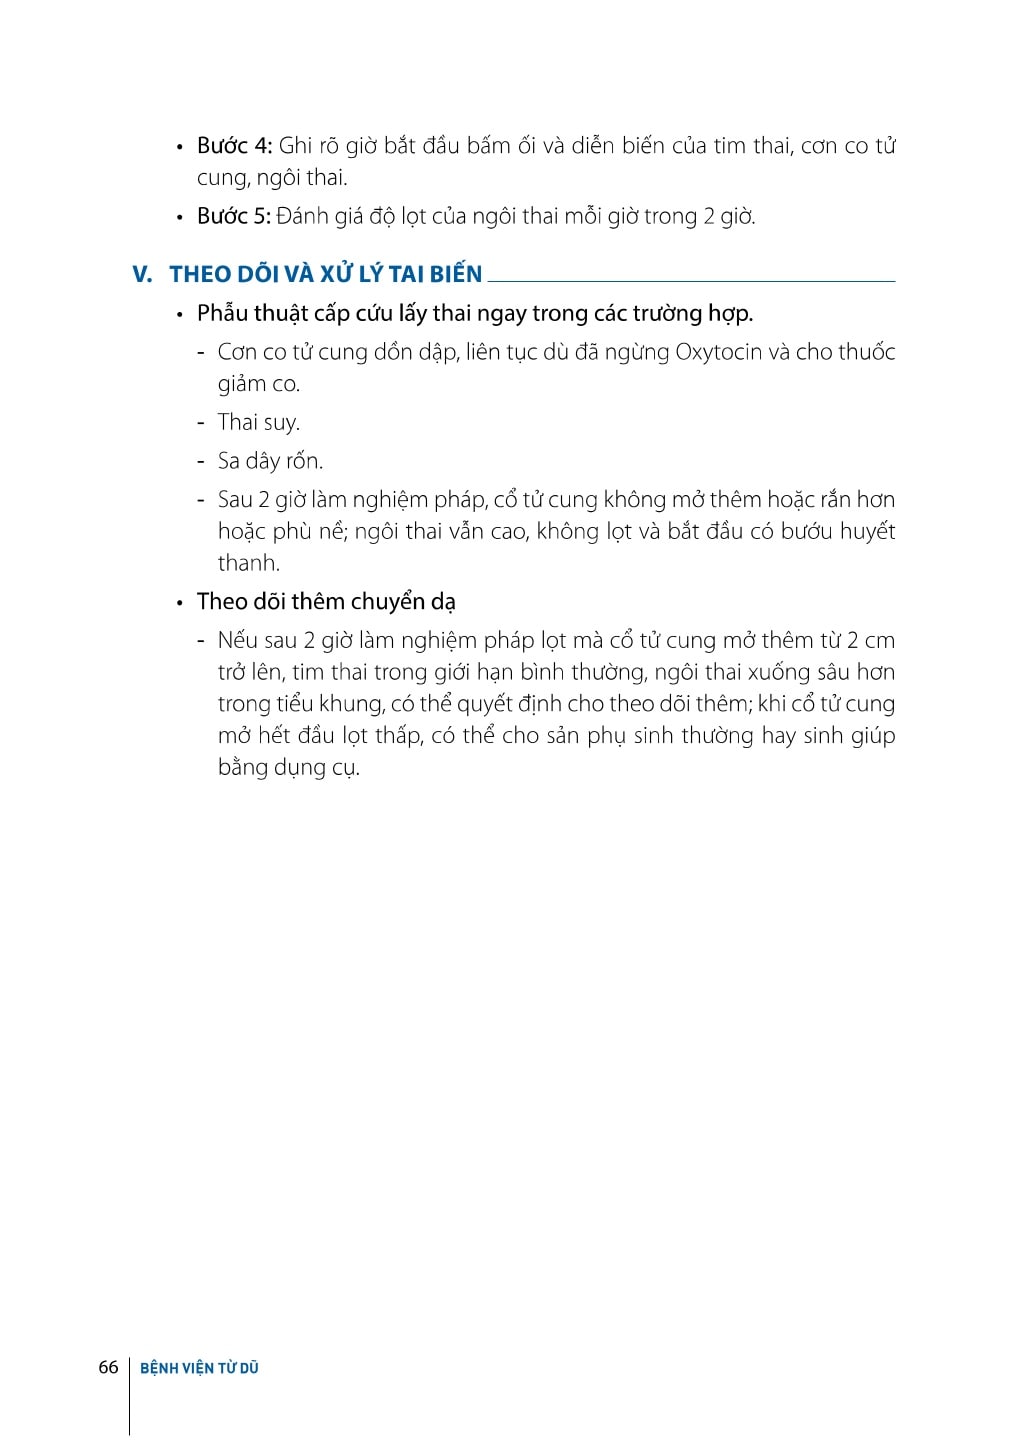 • Bước 4: Ghi rõ giờ bắt đầu bấm ối và diễn biến của tim thai, cơn co tử
cung, ngôi thai.
• Bước 5: Đánh giá độ lọt của ngôi thai mỗi giờ trong 2 giờ.
V. THEO DÕI VÀ XỬ LÝ TAI BIẾN
• Phẫu thuật cấp cứu lấy thai ngay trong các trường hợp.
- Cơn co tử cung dồn dập, liên tục dù đã ngừng Oxytocin và cho thuốc
giảm co.
- Thai suy.
- Sa dây rốn.
- Sau 2 giờ làm nghiệm pháp, cổ tử cung không mở thêm hoặc rắn hơn
hoặc phù nề; ngôi thai vẫn cao, không lọt và bắt đầu có bướu huyết
thanh.
• Theo dõi thêm chuyển dạ
- Nếu sau 2 giờ làm nghiệm pháp lọt mà cổ tử cung mở thêm từ 2 cm
trở lên, tim thai trong giới hạn bình thường, ngôi thai xuống sâu hơn
trong tiểu khung, có thể quyết định cho theo dõi thêm; khi cổ tử cung
mở hết đầu lọt thấp, có thể cho sản phụ sinh thường hay sinh giúp
bằng dụng cụ.
66 BỆNH VIỆN TỪ DŨ